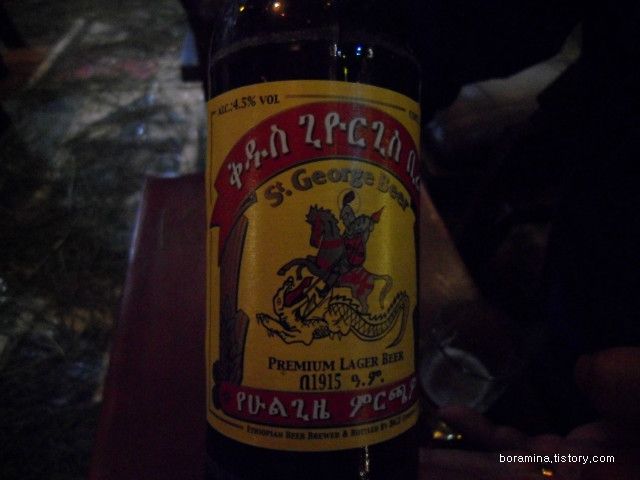 ALC.:4.5% VOL
ቅዱስ ጊዮርጊስ ቢራ
St. George Beer
PREMIUM LAGER BEER
በ1915 ዓ.ም.
የሁልጊዜ ምርጫዎ
ETHIOPIAN BEER BREWED & BOTTLED BY BGI
boramina.tistory.com